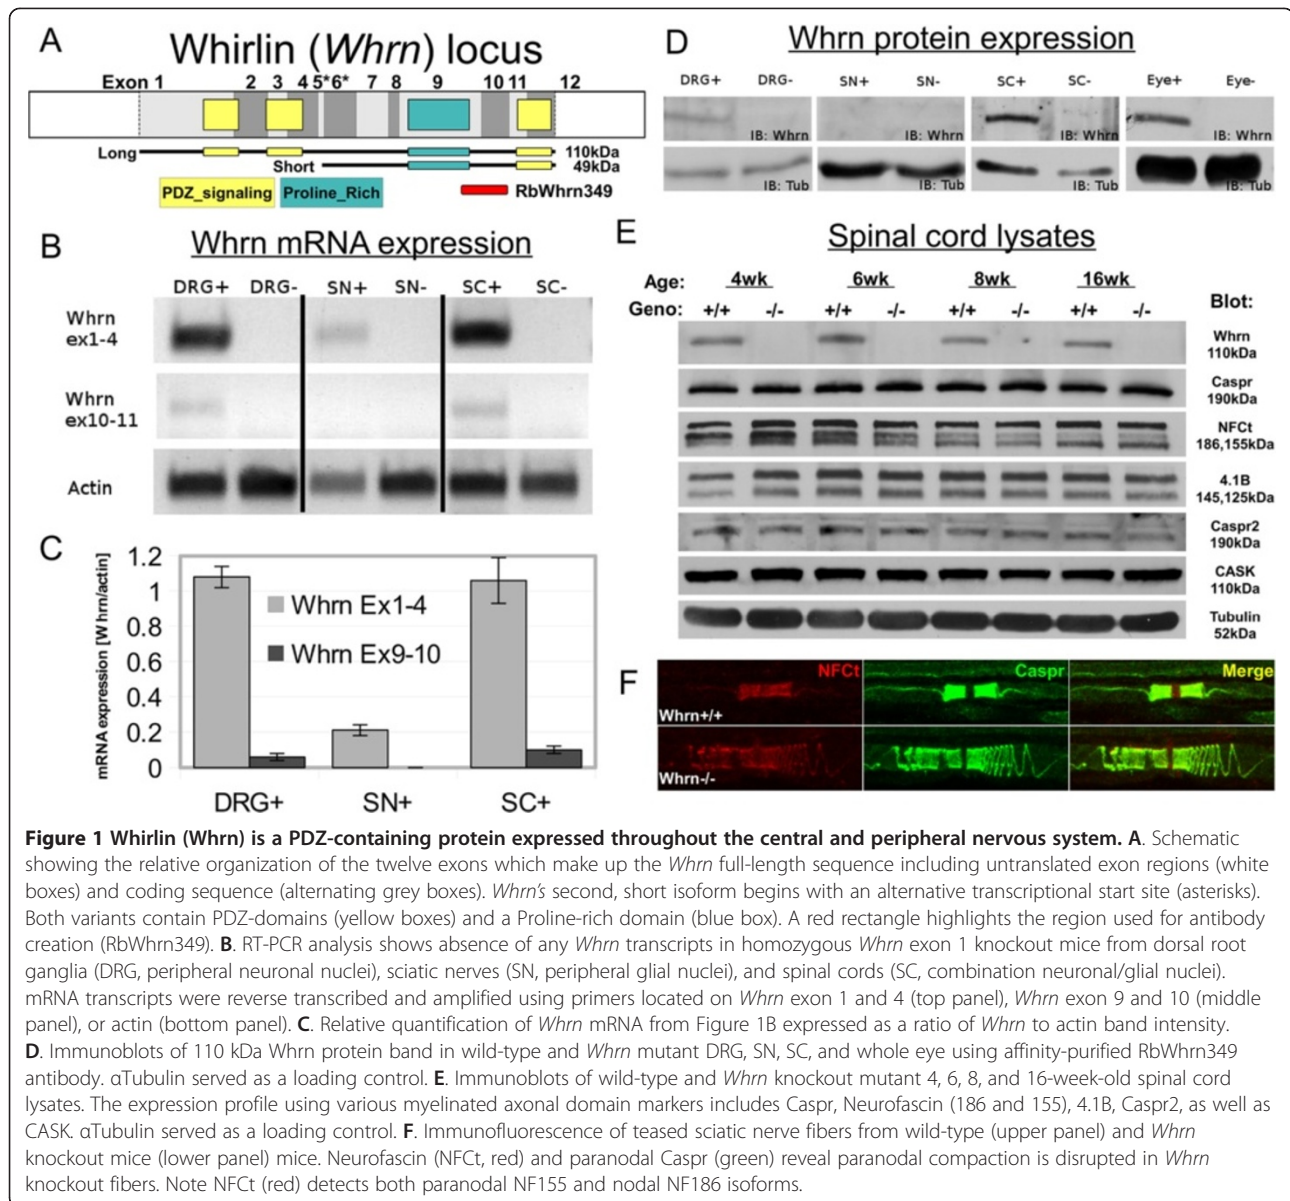 A
Whirlin (Whrn) locus
Exon 1 2 3 4 5* 6* 7 8 9 10 11 12
Long 110kDa
Short 49kDa
PDZ_signaling Proline_Rich RbWhrn349
B
Whrn mRNA expression
DRG+ DRG- SN+ SN- SC+ SC-
Whrn
ex1-4
Whrn
ex10-11
Actin
C
mRNA expression [Whrn/actin]
1.2
1
0.8
0.6
0.4
0.2
0
Whrn Ex1-4
Whrn Ex9-10
DRG+ SN+ SC+
D
Whrn protein expression
DRG+ DRG- SN+ SN- SC+ SC- Eye+ Eye-
IB: Whrn IB: Whrn IB: Whrn IB: Whrn
IB: Tub IB: Tub IB: Tub IB: Tub
E
Spinal cord lysates
Age: 4wk 6wk 8wk 16wk
Geno: +/+ -/- +/+ -/- +/+ -/- +/+ -/-
Blot:
Whrn
110kDa
Caspr
190kDa
NFCt
186,155kDa
4.1B
145,125kDa
Caspr2
190kDa
CASK
110kDa
Tubulin
52kDa
F
NFCt Caspr Merge
Whrn+/+
Whrn-/-
Figure 1 Whirlin (Whrn) is a PDZ-containing protein expressed throughout the central and peripheral nervous system. A. Schematic
showing the relative organization of the twelve exons which make up the Whrn full-length sequence including untranslated exon regions (white
boxes) and coding sequence (alternating grey boxes). Whrn's second, short isoform begins with an alternative transcriptional start site (asterisks).
Both variants contain PDZ-domains (yellow boxes) and a Proline-rich domain (blue box). A red rectangle highlights the region used for antibody
creation (RbWhrn349). B. RT-PCR analysis shows absence of any Whrn transcripts in homozygous Whrn exon 1 knockout mice from dorsal root
ganglia (DRG, peripheral neuronal nuclei), sciatic nerves (SN, peripheral glial nuclei), and spinal cords (SC, combination neuronal/glial nuclei).
mRNA transcripts were reverse transcribed and amplified using primers located on Whrn exon 1 and 4 (top panel), Whrn exon 9 and 10 (middle
panel), or actin (bottom panel). C. Relative quantification of Whrn mRNA from Figure 1B expressed as a ratio of Whrn to actin band intensity.
D. Immunoblots of 110 kDa Whrn protein band in wild-type and Whrn mutant DRG, SN, SC, and whole eye using affinity-purified RbWhrn349
antibody. αTubulin served as a loading control. E. Immunoblots of wild-type and Whrn knockout mutant 4, 6, 8, and 16-week-old spinal cord
lysates. The expression profile using various myelinated axonal domain markers includes Caspr, Neurofascin (186 and 155), 4.1B, Caspr2, as well as
CASK. αTubulin served as a loading control. F. Immunofluorescence of teased sciatic nerve fibers from wild-type (upper panel) and Whrn
knockout mice (lower panel) mice. Neurofascin (NFCt, red) and paranodal Caspr (green) reveal paranodal compaction is disrupted in Whrn
knockout fibers. Note NFCt (red) detects both paranodal NF155 and nodal NF186 isoforms.